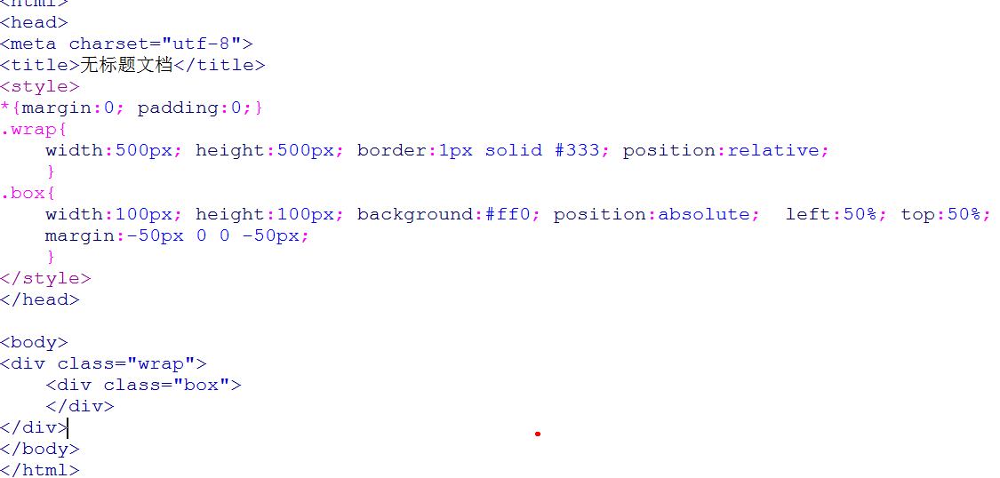 <html>
<head>
<meta charset="utf-8">
<title>无标题文档</title>
<style>
*{margin:0; padding:0;}
.wrap{
    width:500px; height:500px; border:1px solid #333; position:relative;
    }
.box{
    width:100px; height:100px; background:#ff0; position:absolute;  left:50%; top:50%;
    margin:-50px 0 0 -50px;
    }
</style>
</head>

<body>
<div class="wrap">
    <div class="box">
    </div>
</div>
</body>
</html>